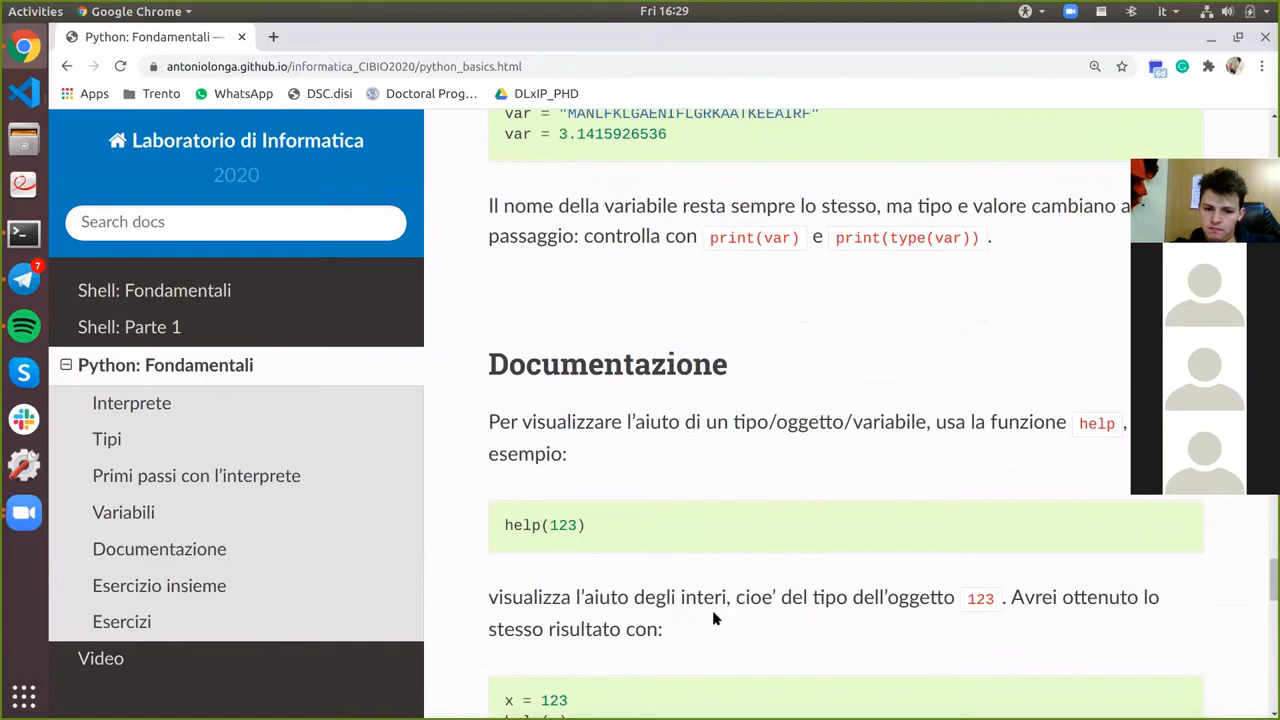 Activities
Google Chrome
Fri 16:29
it
Python: Fondamentali —
antoniolonga.github.io/informatica_CIBIO2020/python_basics.html
6d
Apps
Trento
WhatsApp
DSC.disi
Doctoral Prog...
DLxIP_PHD
7
Laboratorio di Informatica
2020
Search docs
Shell: Fondamentali
Shell: Parte 1
Python: Fondamentali
Interprete
Tipi
Primi passi con l'interprete
Variabili
Documentazione
Esercizio insieme
Esercizi
Video
var = "MANLFKLGAENIFLGRKAATKEEAIRF"
var = 3.1415926536
Il nome della variabile resta sempre lo stesso, ma tipo e valore cambiano a
passaggio: controlla con print(var) e print(type(var)).
Documentazione
Per visualizzare l'aiuto di un tipo/oggetto/variabile, usa la funzione help,
esempio:
help(123)
visualizza l'aiuto degli interi, cioe' del tipo dell'oggetto 123. Avrei ottenuto lo
stesso risultato con:
x = 123